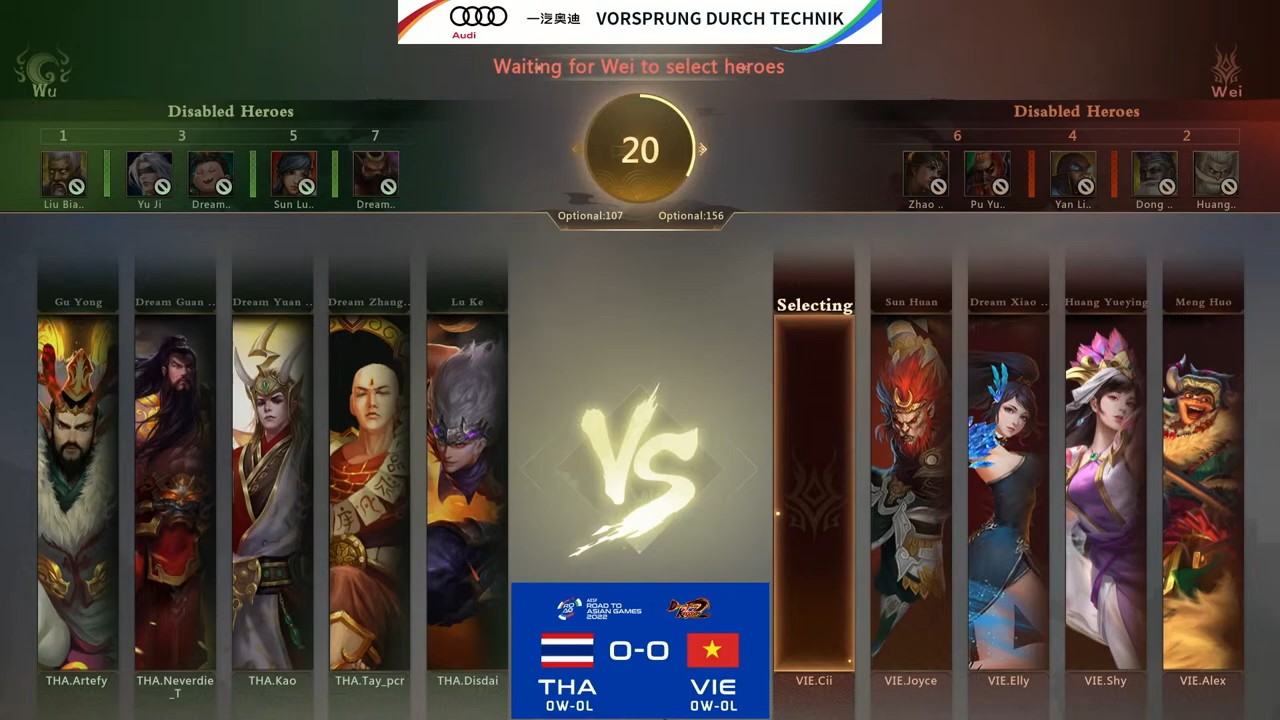 Audi
一汽奥迪 VORSPRUNG DURCH TECHNIK
Waiting for Wei to select heroes
Wu
Wei
Disabled Heroes
Disabled Heroes
1 3 5 7
6 4 2
20
Liu Bia.. Yu Ji Dream.. Sun Lu.. Dream..
Zhao .. Pu Yu.. Yan Li.. Dong .. Huang..
Optional:107 Optional:156
Gu Yong Dream Guan .. Dream Yuan .. Dream Zhang.. Lu Ke
Selecting Sun Huan Dream Xiao .. Huang Yueying Meng Huo
VS
AESF
ROAD TO
ASIAN GAMES
2022
0-0
THA.Artefy THA.Neverdie
_T THA.Kao THA.Tay_pcr THA.Disdai
VIE.Cii VIE.Joyce VIE.Elly VIE.Shy VIE.Alex
THA VIE
0W-0L 0W-0L